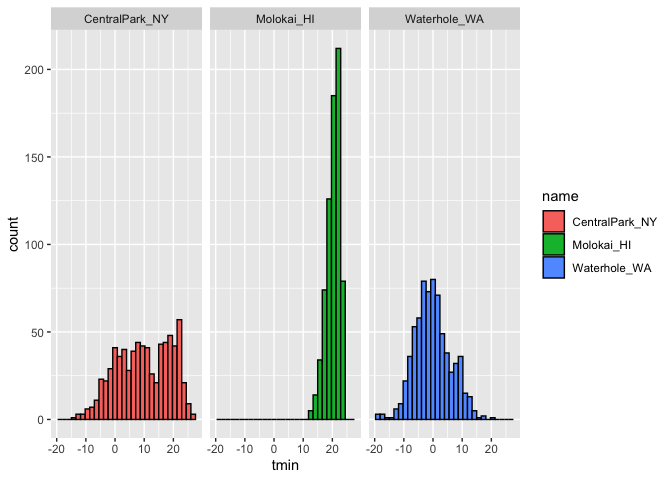 CentralPark_NY
Molokai_HI
Waterhole_WA
200
150
100
50
0
count
-20 -10 0 10 20
-20 -10 0 10 20
-20 -10 0 10 20
tmin
name
CentralPark_NY
Molokai_HI
Waterhole_WA